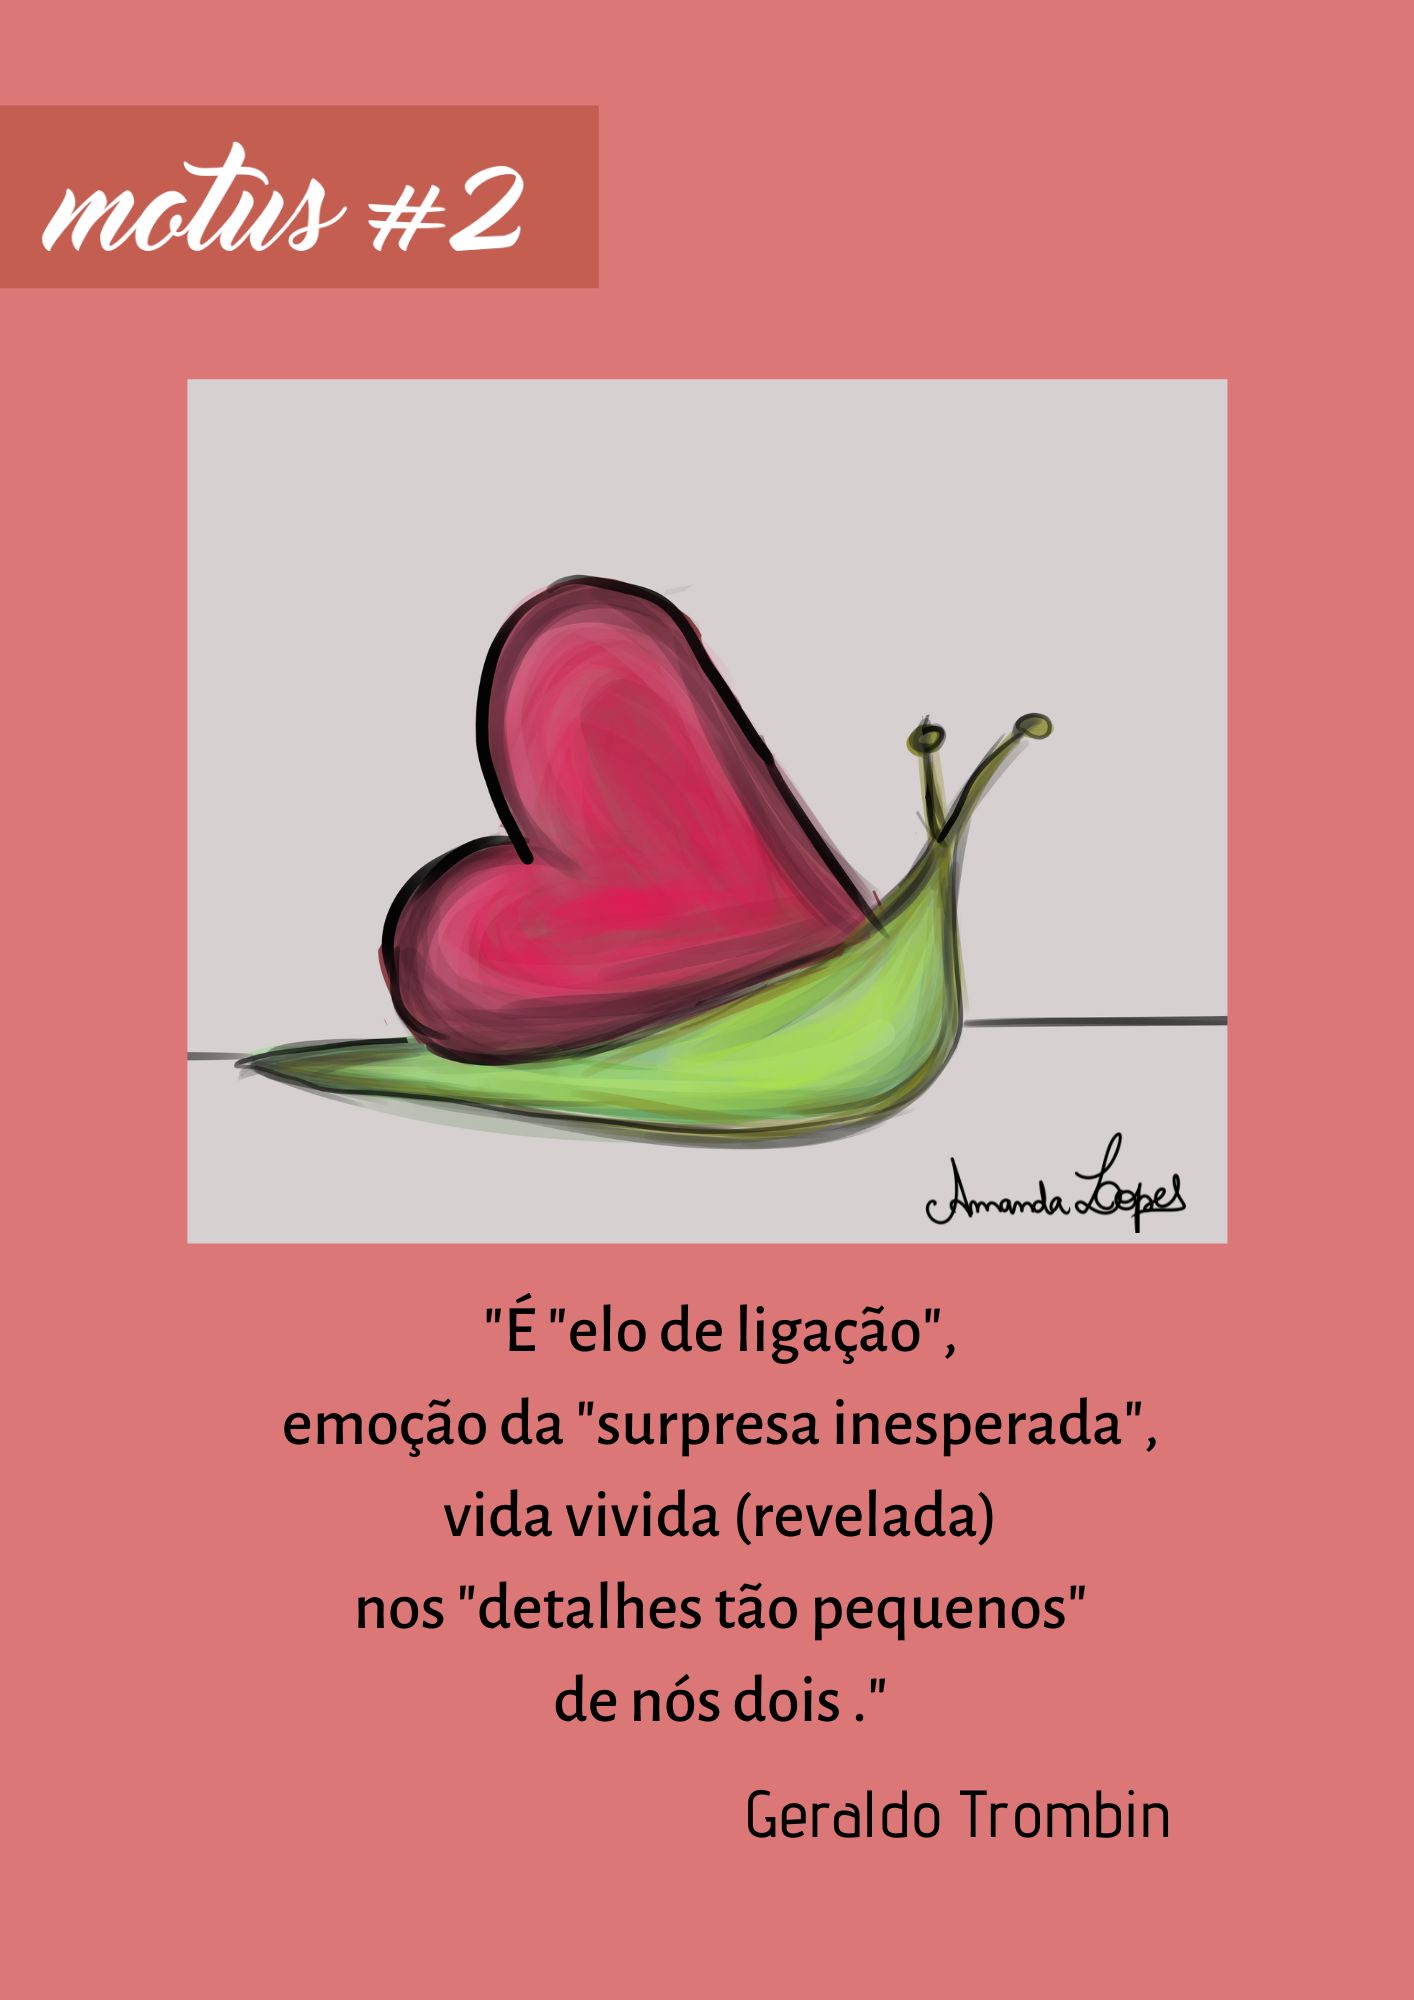 motus #2
Amanda Lopes
"É "elo de ligação",
emoção da "surpresa inesperada",
vida vivida (revelada)
nos "detalhes tão pequenos"
de nós dois ."
Geraldo Trombin